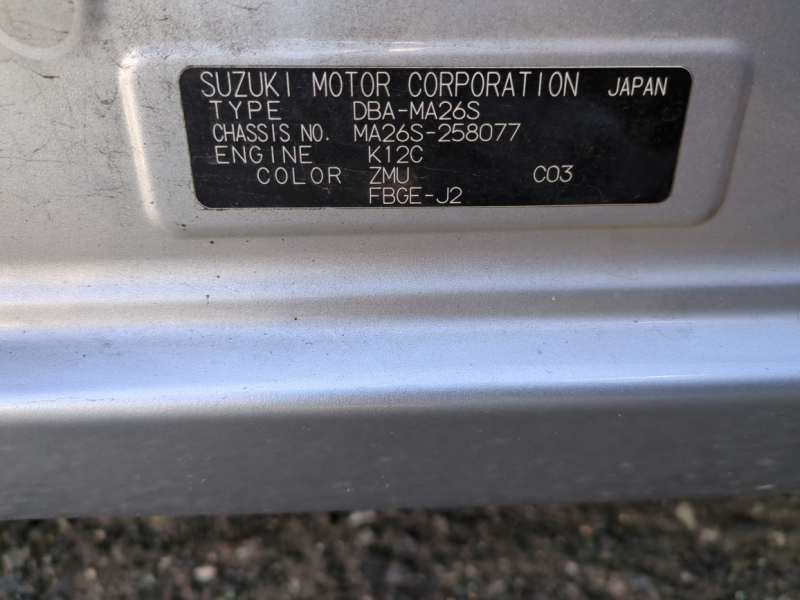 SUZUKI MOTOR CORPORATION JAPAN
TYPE DBA-MA26S
CHASSIS NO. MA26S-258077
ENGINE K12C
COLOR ZMU C03
FBGE-J2